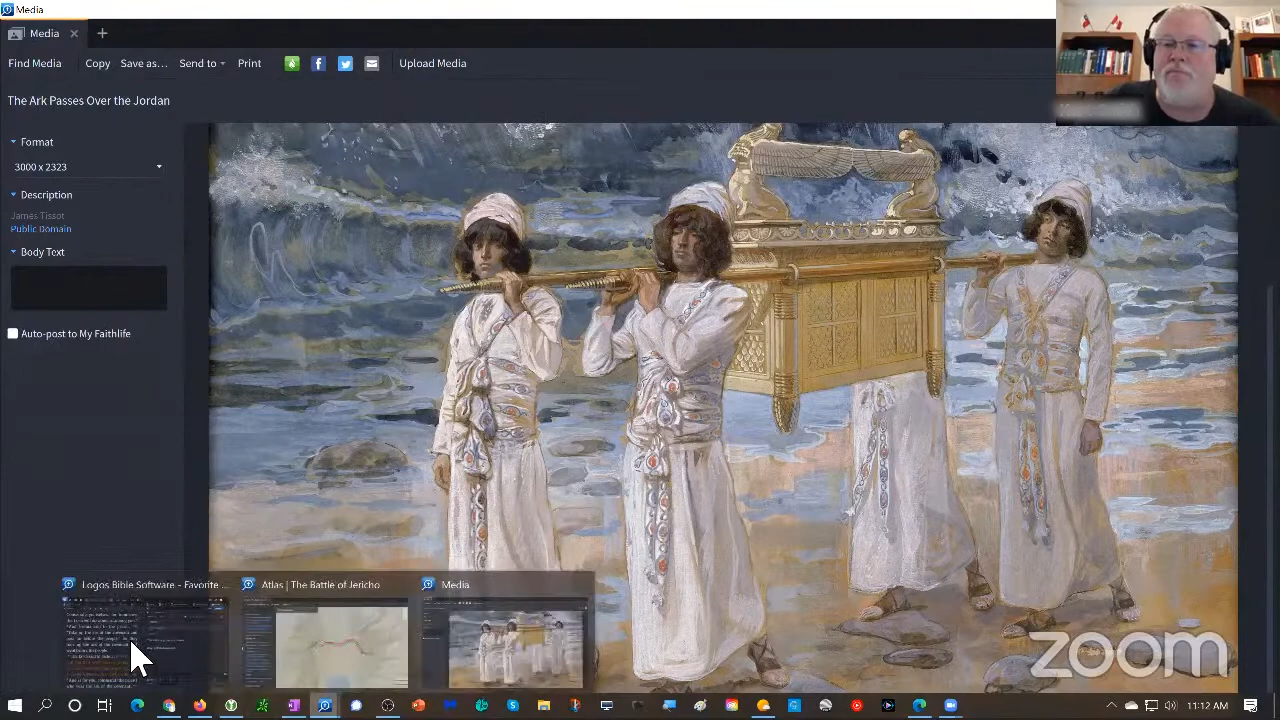 Media
Media
Find Media Copy Save as... Send to Print Upload Media
The Ark Passes Over the Jordan
Format
3000 x 2323
Description
James Tissot
Public Domain
Body Text
Auto-post to My Faithlife
Logos Bible Software - Favorite ... Atlas | The Battle of Jericho Media
zoom
11:12 AM